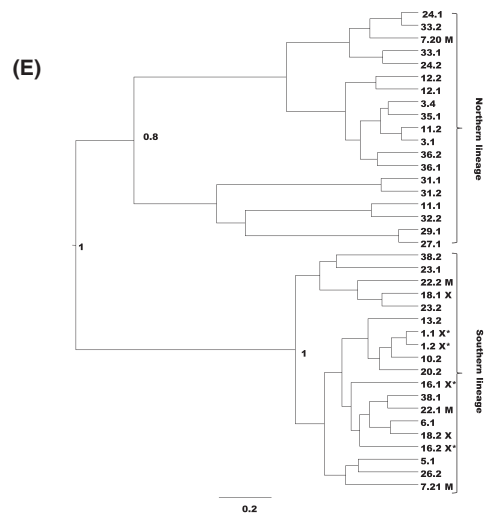 24.1
33.2
7.20 M
(E)
33.1
24.2
12.2
12.1
3.4
35.1
11.2
3.1
0.8
36.2
36.1
31.1
31.2
11.1
32.2
29.1
27.1
Northern lineage
1
38.2
23.1
22.2 M
18.1 X
23.2
13.2
1.1 X*
1.2 X*
1
10.2
20.2
16.1 X*
38.1
22.1 M
6.1
18.2 X
16.2 X*
5.1
26.2
7.21 M
Southern lineage
0.2